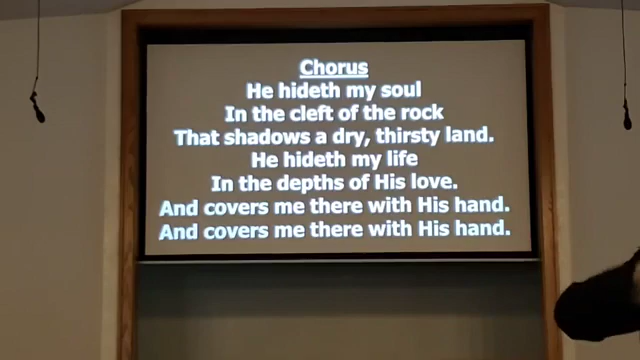 Chorus
He hideth my soul
In the cleft of the rock
That shadows a dry, thirsty land.
He hideth my life
In the depths of His love.
And covers me there with His hand.
And covers me there with His hand.